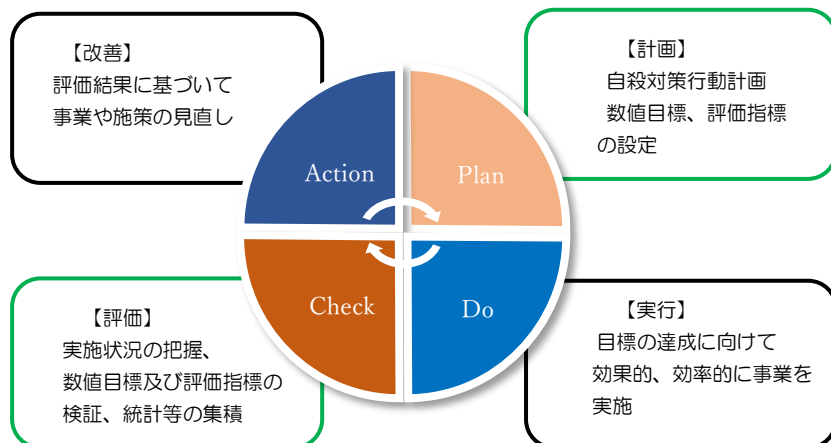 【改善】
評価結果に基づいて
事業や施策の見直し
【計画】
自殺対策行動計画
数値目標、評価指標
の設定
Action
Plan
Check
Do
【評価】
実施状況の把握、
数値目標及び評価指標の
検証、統計等の集積
【実行】
目標の達成に向けて
効果的、効率的に事業を
実施